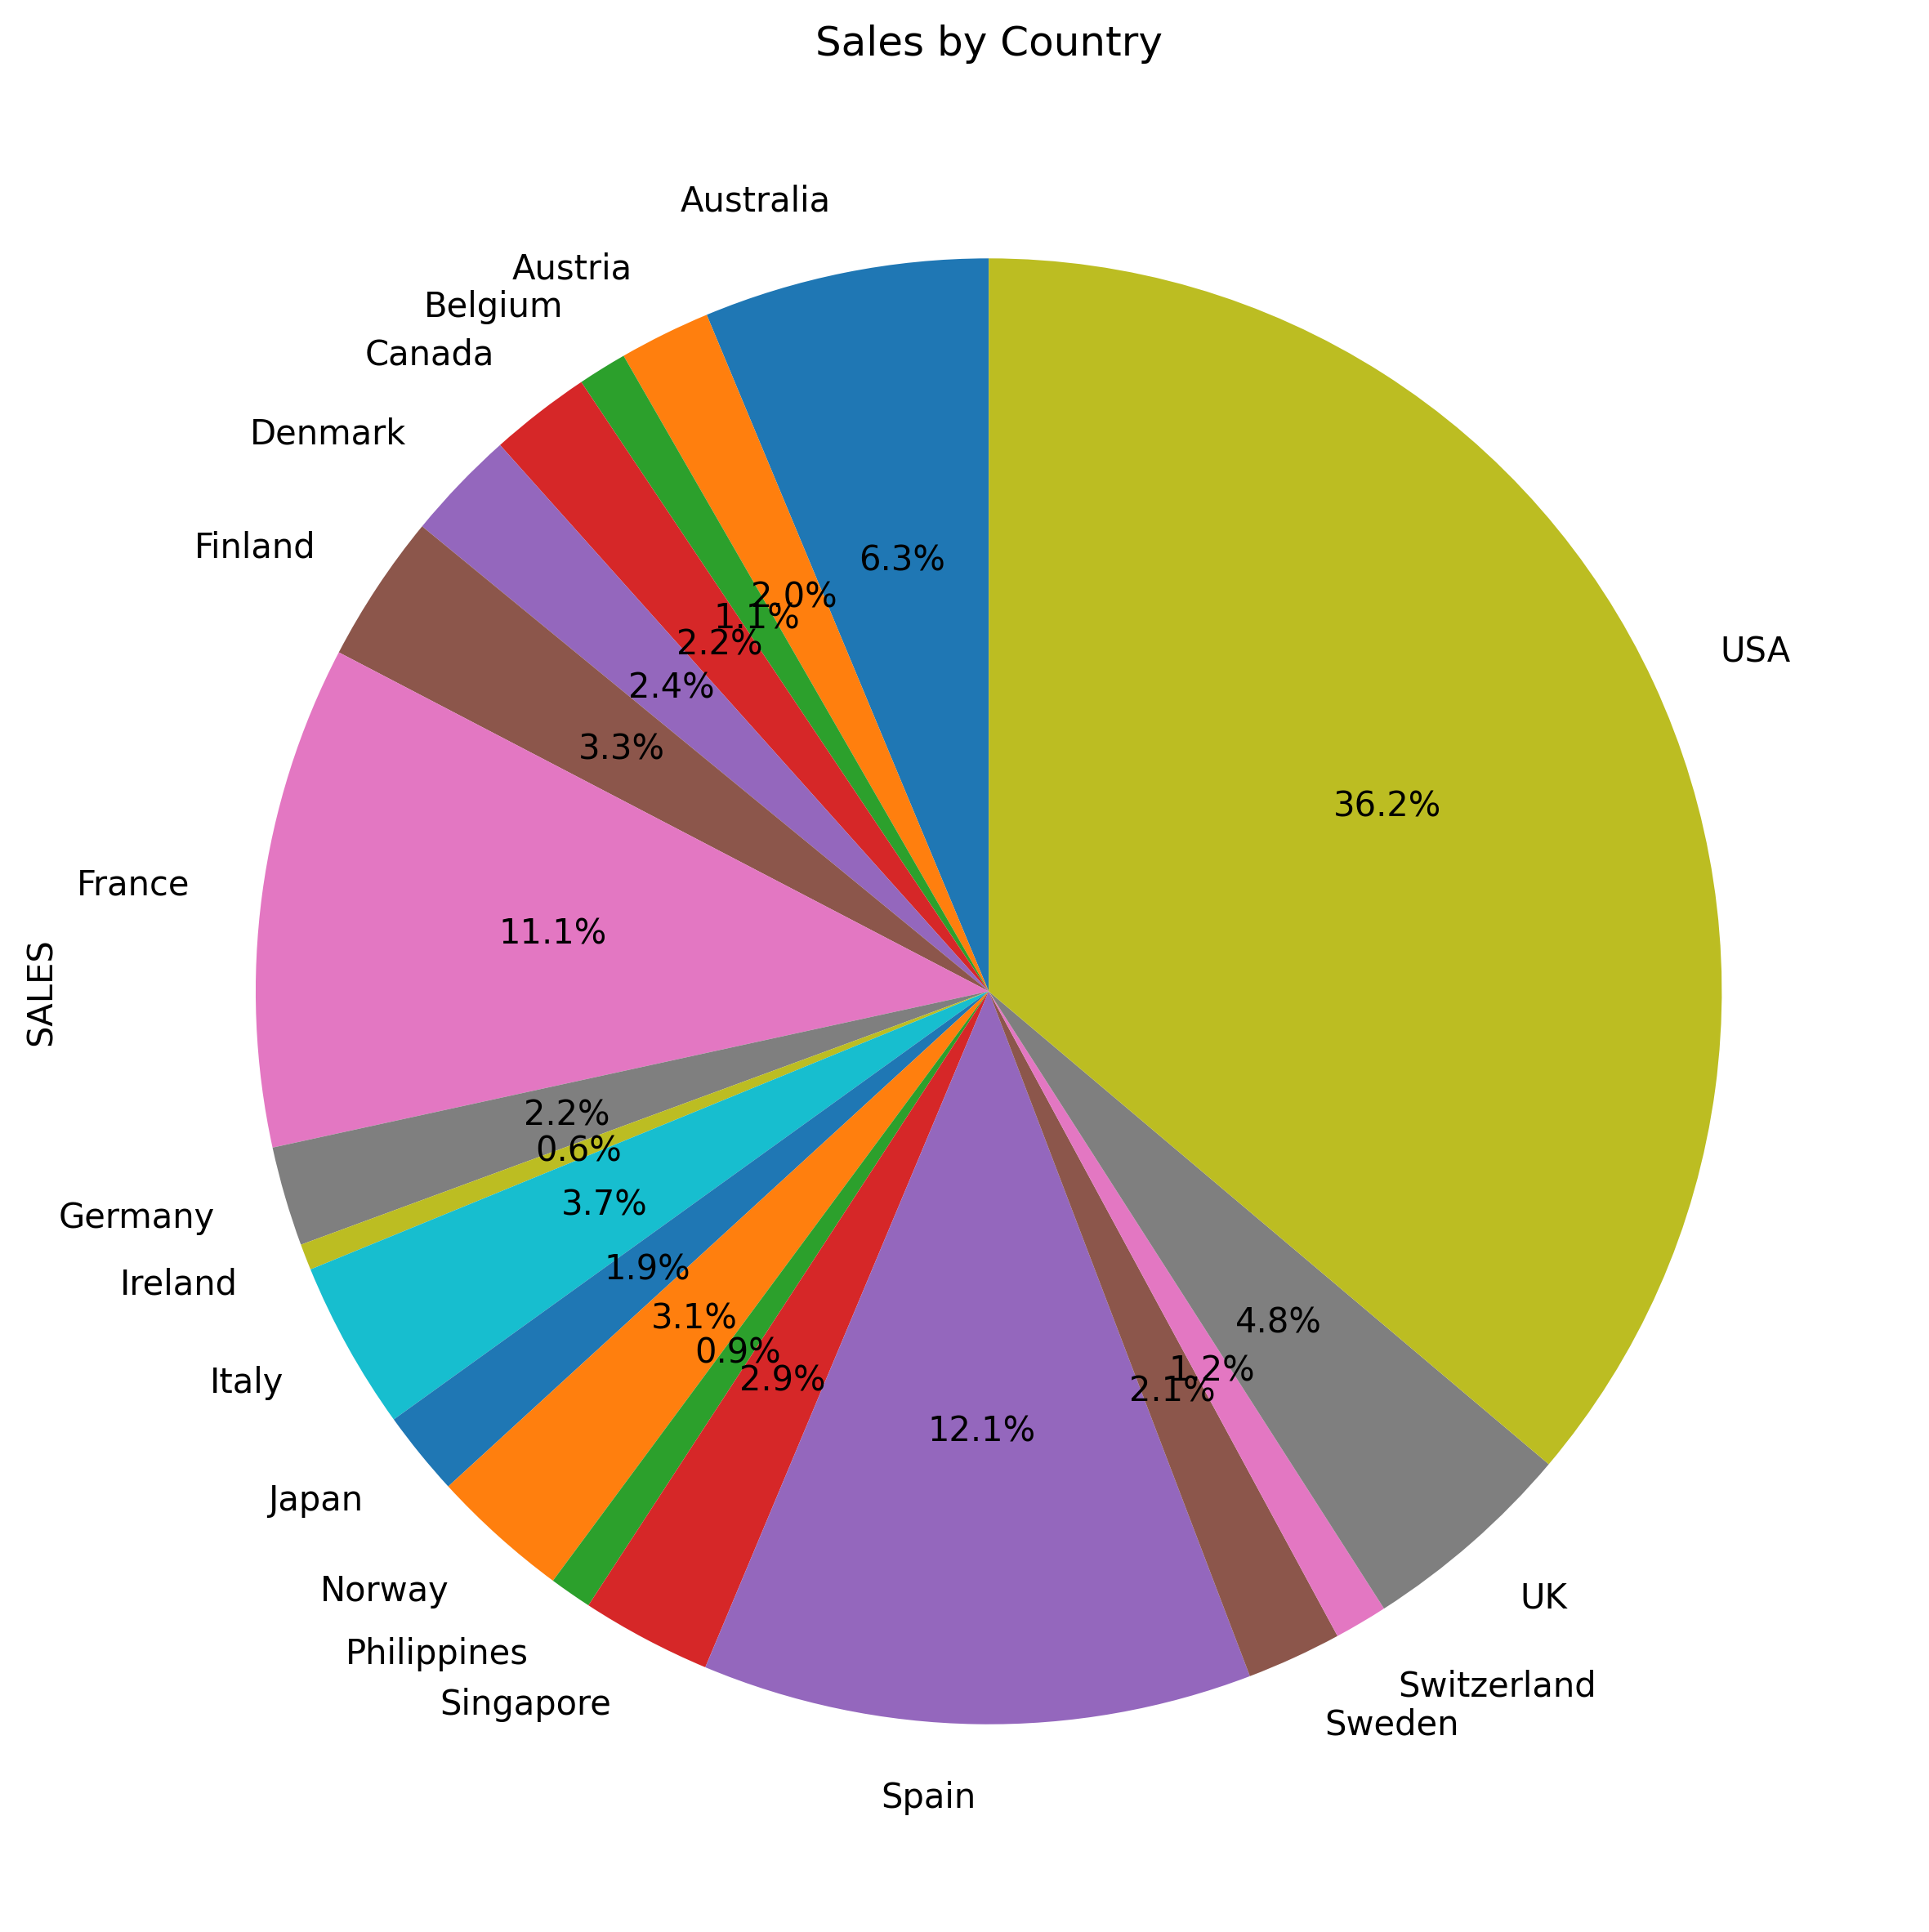 Sales by Country
Australia
Austria
Belgium
Canada
Denmark
Finland
France
Germany
Ireland
Italy
Japan
Norway
Philippines
Singapore
Spain
Sweden
Switzerland
UK
USA
6.3%
2.0%
1.1%
2.2%
2.4%
3.3%
11.1%
2.2%
0.6%
3.7%
1.9%
3.1%
0.9%
2.9%
12.1%
2.1%
1.2%
4.8%
36.2%
SALES